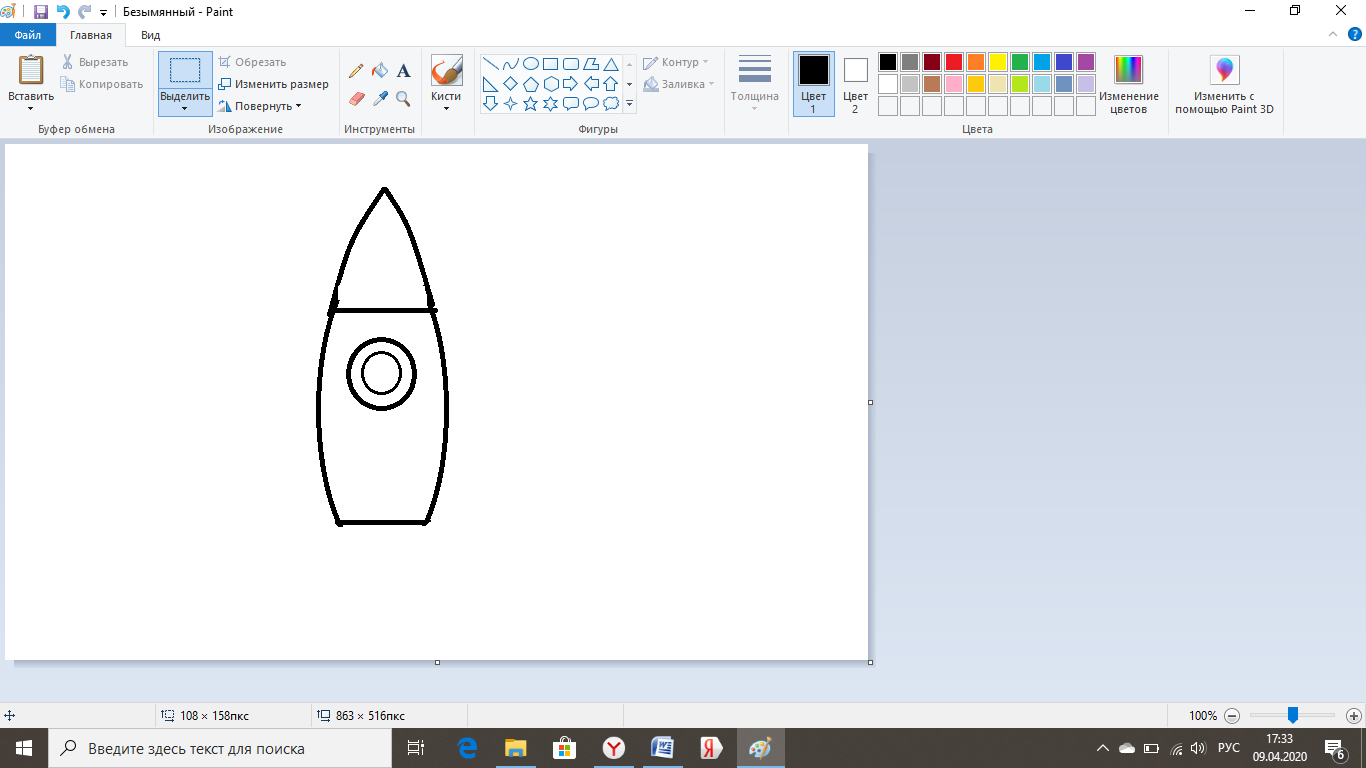 Безымянный - Paint
Файл Главная Вид
Вставить
Вырезать
Копировать
Буфер обмена
Выделить
Обрезать
Изменить размер
Повернуть
Изображение
A
Инструменты
Кисти
Контур
Заливка
Фигуры
Толщина
Цвет
1
Цвет
2
Изменение
цветов
Цвета
Изменить с
помощью Paint 3D
108 × 158пкс
863 × 516пкс
100%
Введите здесь текст для поиска
РУС
17:33
09.04.2020
6